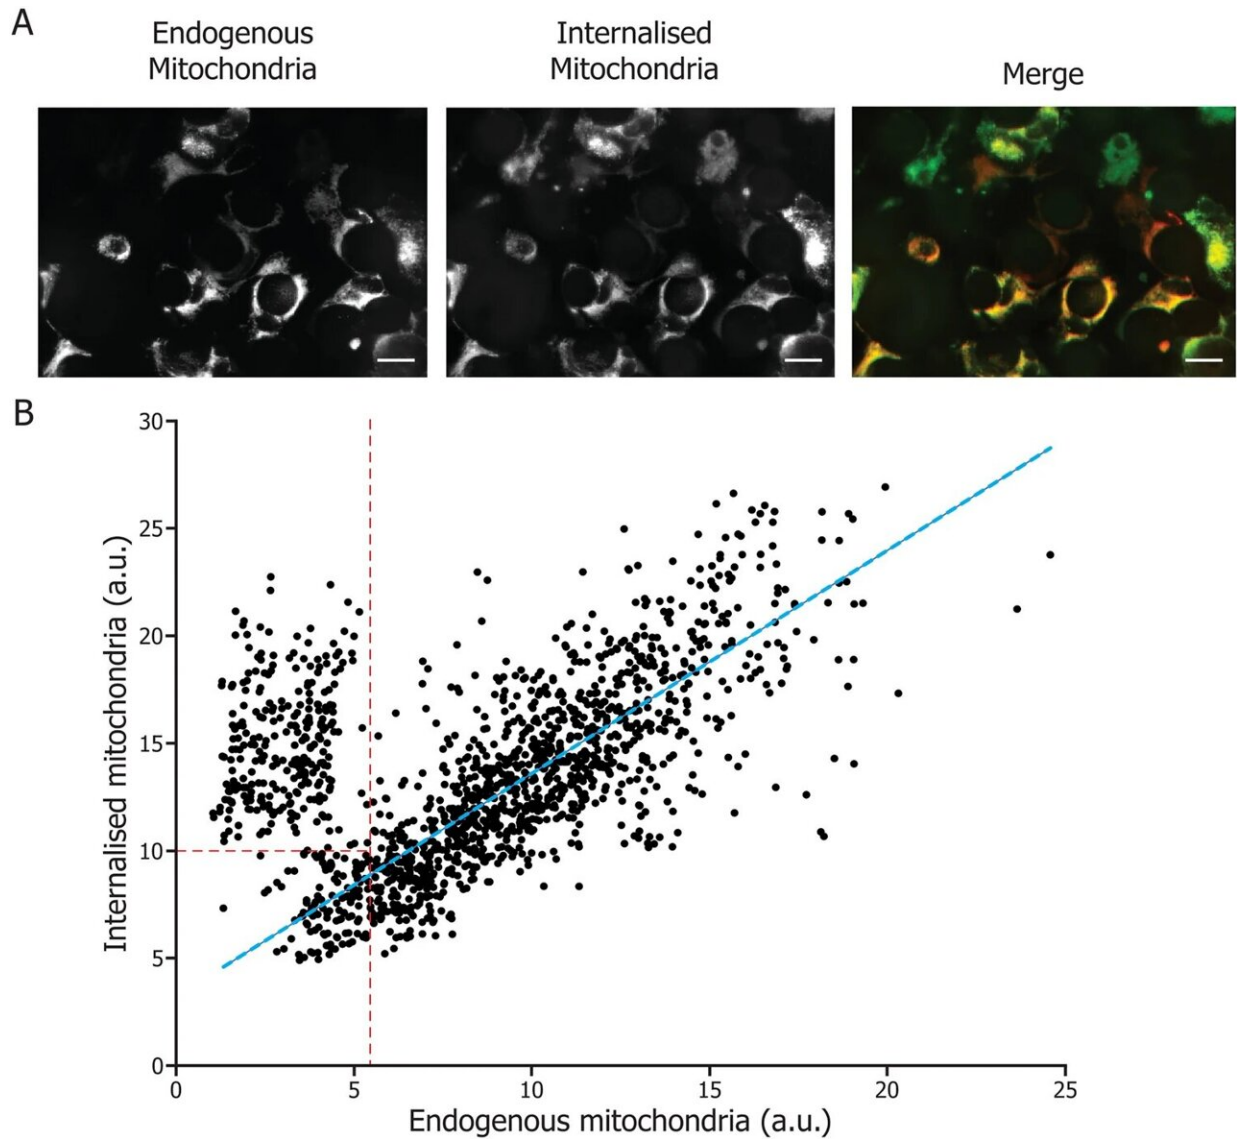 A
Endogenous
Mitochondria
Internalised
Mitochondria
Merge
B
30
25
20
15
10
5
0
Internalised mitochondria (a.u.)
0 5 10 15 20 25
Endogenous mitochondria (a.u.)